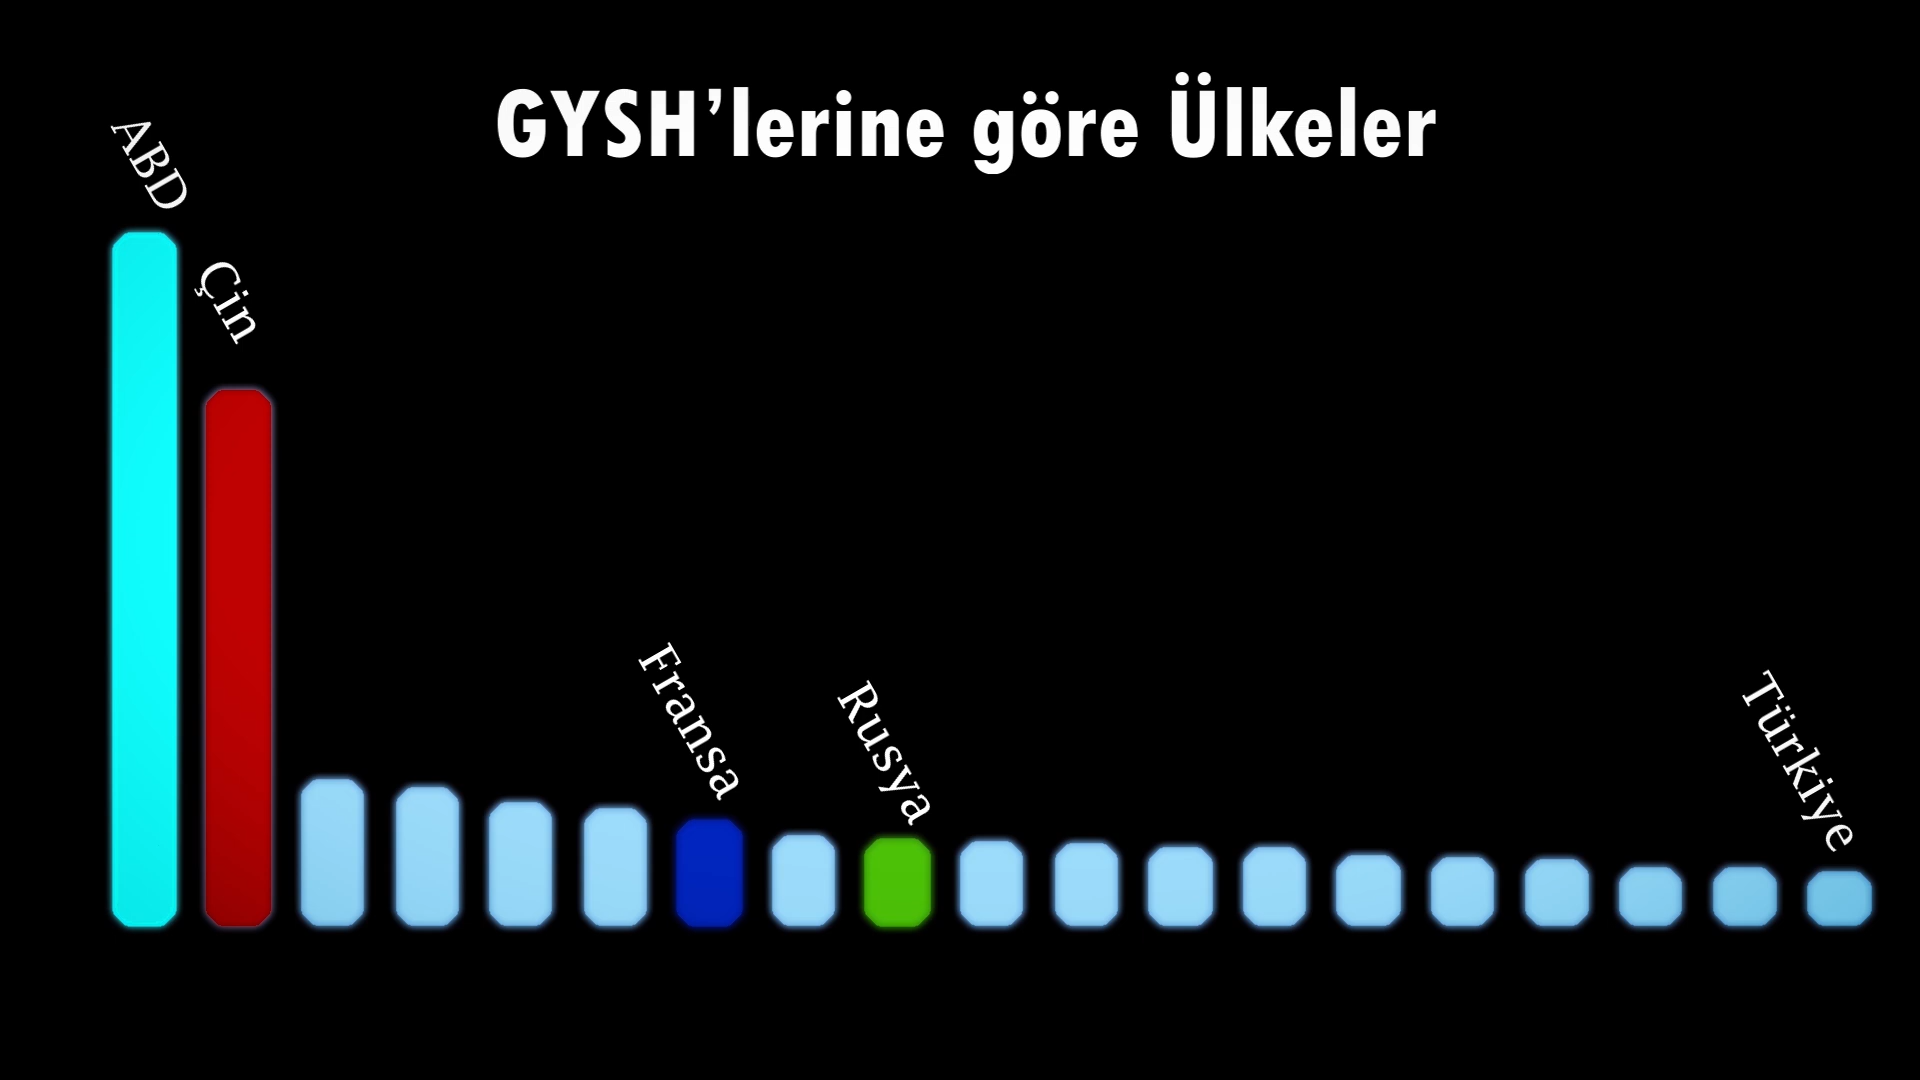 GYSH’lerine göre Ülkeler
ABD
Çin
Fransa
Rusya
Türkiye